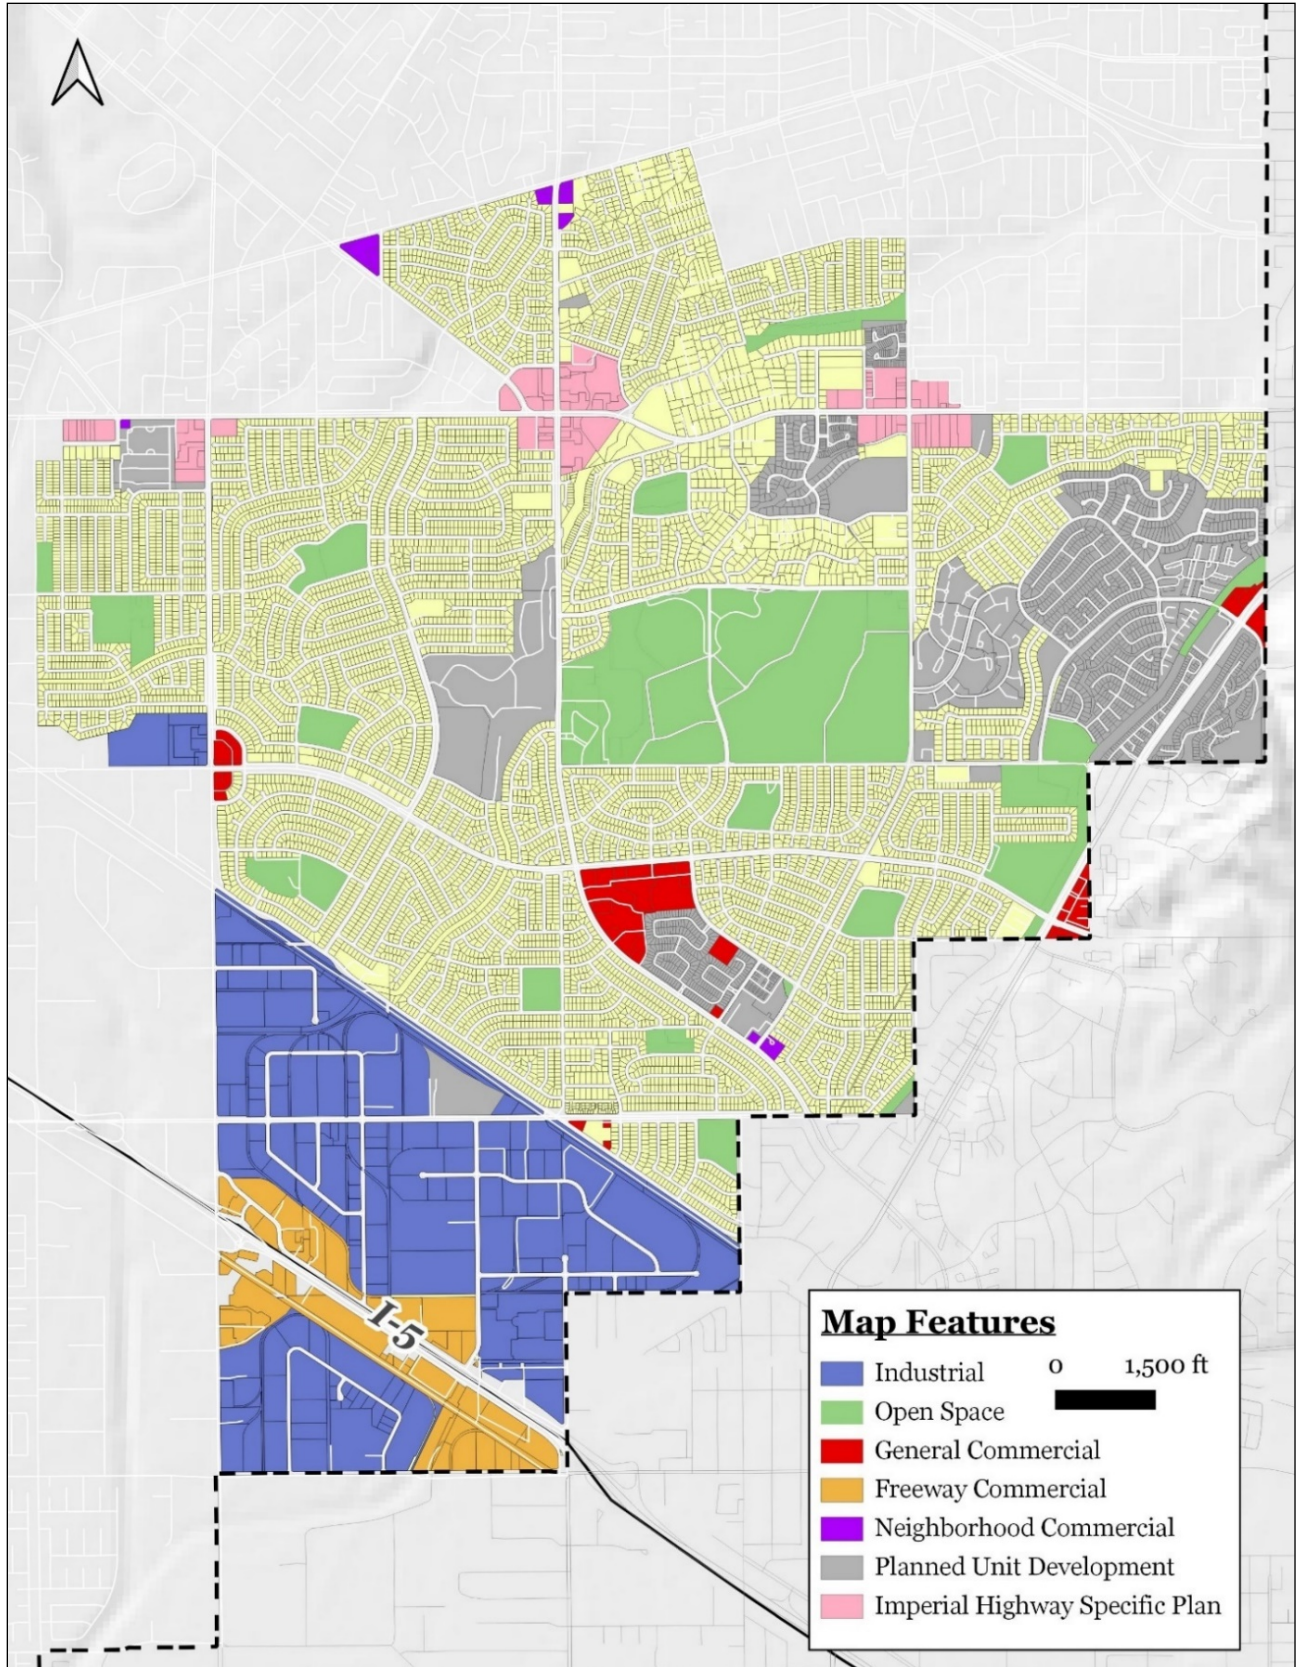 I-5
Map Features
0 1,500 ft
Industrial
Open Space
General Commercial
Freeway Commercial
Neighborhood Commercial
Planned Unit Development
Imperial Highway Specific Plan